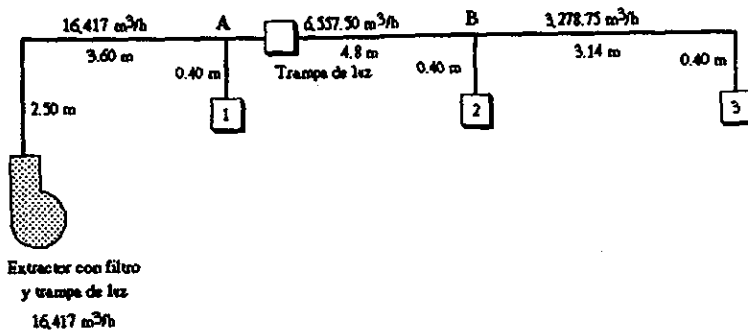 16,417 m³/h
A
6,557.50 m³/h
B
3,278.75 m³/h
3.60 m
4.8 m
3.14 m
0.40 m
Trampa de luz
0.40 m
0.40 m
2.50 m
1
2
3
Extractor con filtro
y trampa de luz
16,417 m³/h